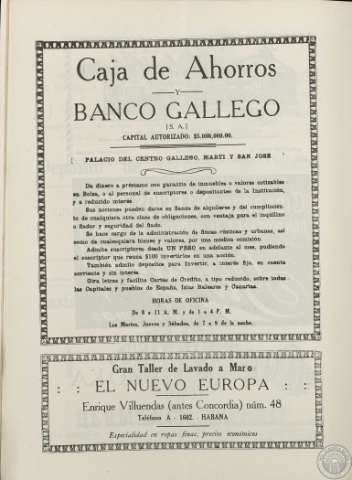 Caja de Ahorros
Y
BANCO GALLEGO
(S. A.)
CAPITAL AUTORIZADO: $5.000,000.00.
PALACIO DEL CENTRO GALLEGO, MARTI Y SAN JOSE
Da dinero a préstamo con garantía de inmuebles o valores cotizables
en Bolsa, o al personal de suscriptores o depositantes de la Institución,
y a reducido interés.
Sus acciones pueden darse en fianza de alquileres y del cumplimiento
de cualquiera otra clase de obligaciones, con ventaja para el inquilino
o fiador y seguridad del fiado.
Se hace cargo de la administración de fincas rústicas y urbanas, así
como de cualesquiera bienes y valores, por una módica comisión.
Admite suscriptores desde UN PESO en adelante al mes, pudiendo
el suscriptor que reuna $100 invertirlos en una acción.
También admite depósitos para Invertir, a interés fijo, en cuenta
corriente y sin interés.
Gira letras y facilita Cartas de Crédito, a tipo reducido, sobre todas
las Capitales y pueblos de España, Islas Baleares y Canarias.
HORAS DE OFICINA
De 8 a 11 A. M. y de 1 a 4 P. M.
Los Martes, Jueves y Sábados, de 7 a 9 de la noche.
Gran Taller de Lavado a Mano
: : EL NUEVO EUROPA : :
Enrique Villuendas (antes Concordia) núm. 48
Teléfono A - 1682. - HABANA
Especialidad en ropas finas, precios económicos